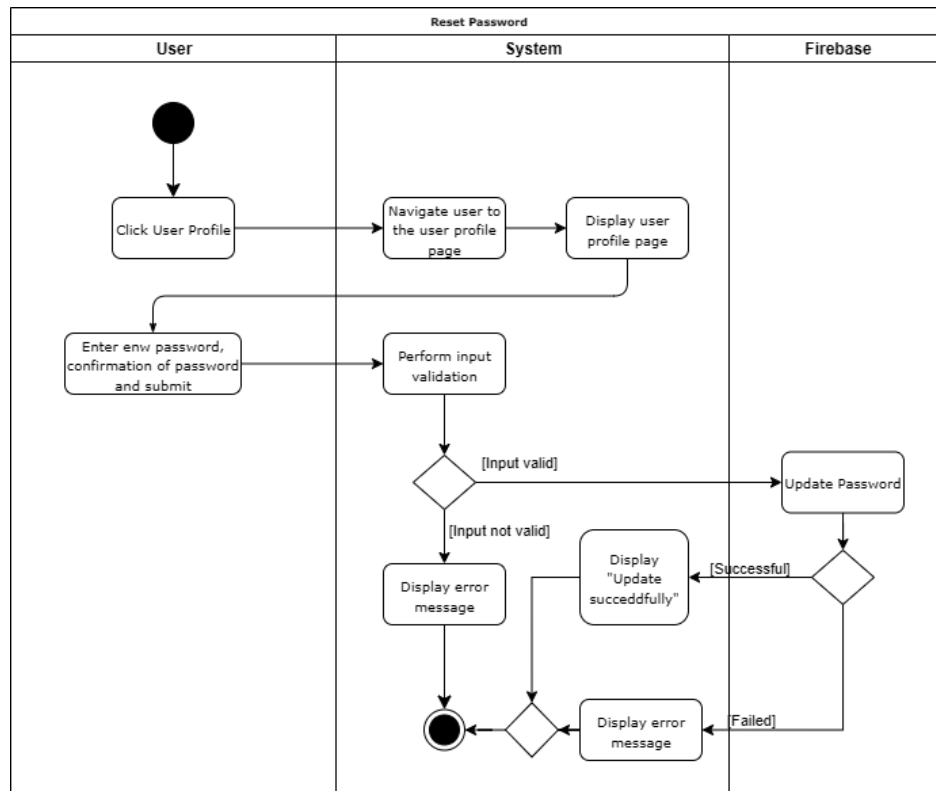 Reset Password
User
System
Firebase
Click User Profile
Navigate user to
the user profile
page
Display user
profile page
Enter enw password,
confirmation of password
and submit
Perform input
validation
[Input valid]
Update Password
[Input not valid]
Display
"Update
succeddfully"
[Successful]
Display error
message
Display error
message
[Failed]